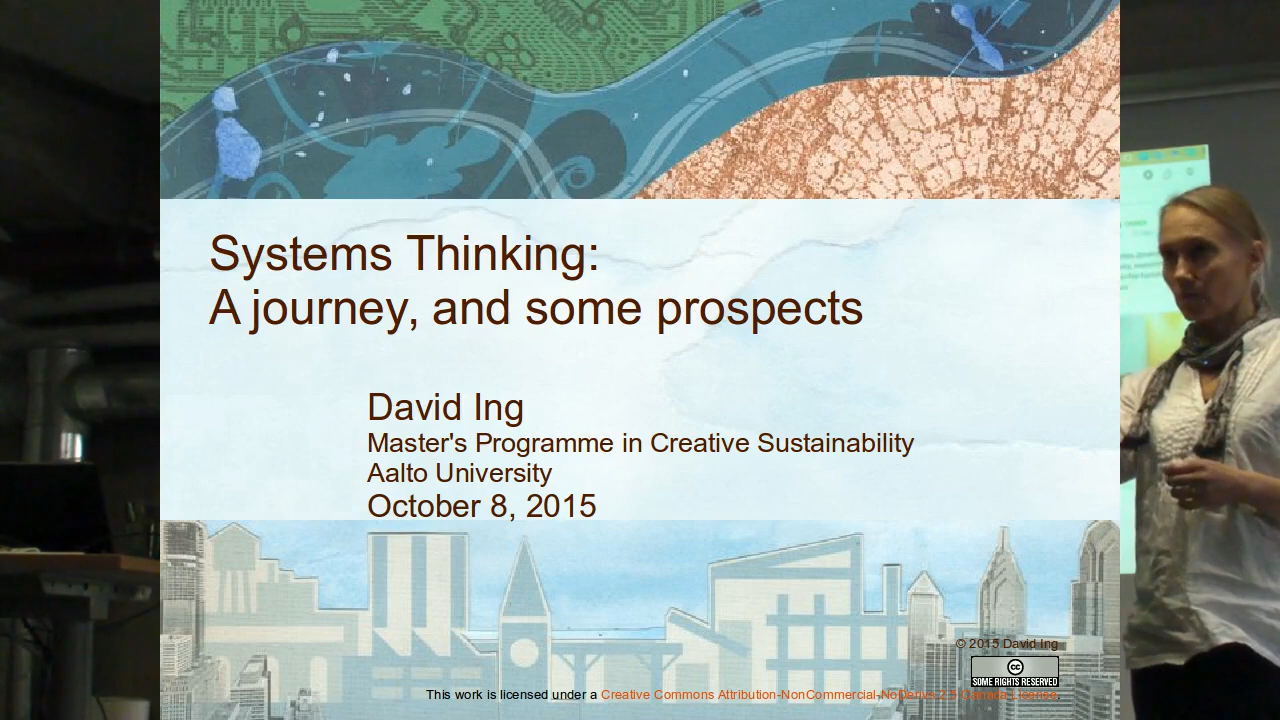 Systems Thinking:
A journey, and some prospects
David Ing
Master's Programme in Creative Sustainability
Aalto University
October 8, 2015
© 2015 David Ing
cc
SOME RIGHTS RESERVED
This work is licensed under a Creative Commons Attribution-NonCommercial-NoDerivs 2.5 Canada License.